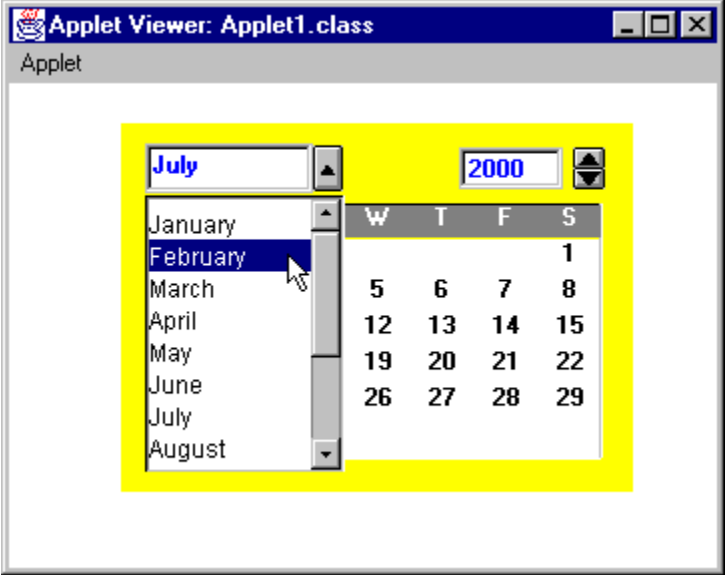 Applet Viewer: Applet1.class
Applet
July 2000
W T F S
January
February
March
April
May
June
July
August
1
5 6 7 8
12 13 14 15
19 20 21 22
26 27 28 29